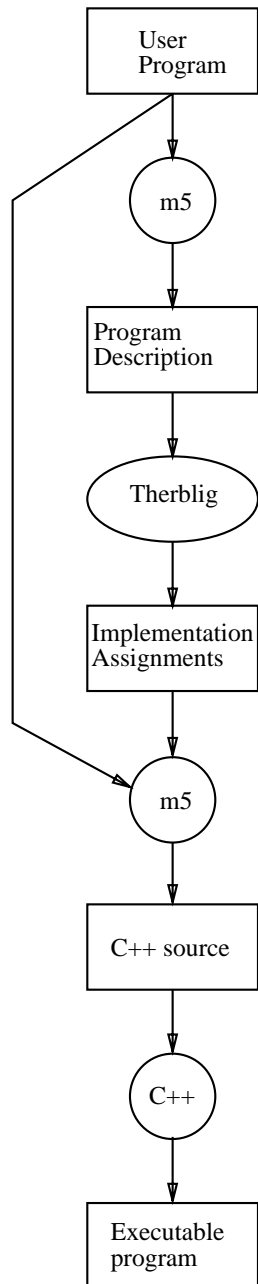 User
Program
m5
Program
Description
Therblig
Implementation
Assignments
m5
C++ source
C++
Executable
program